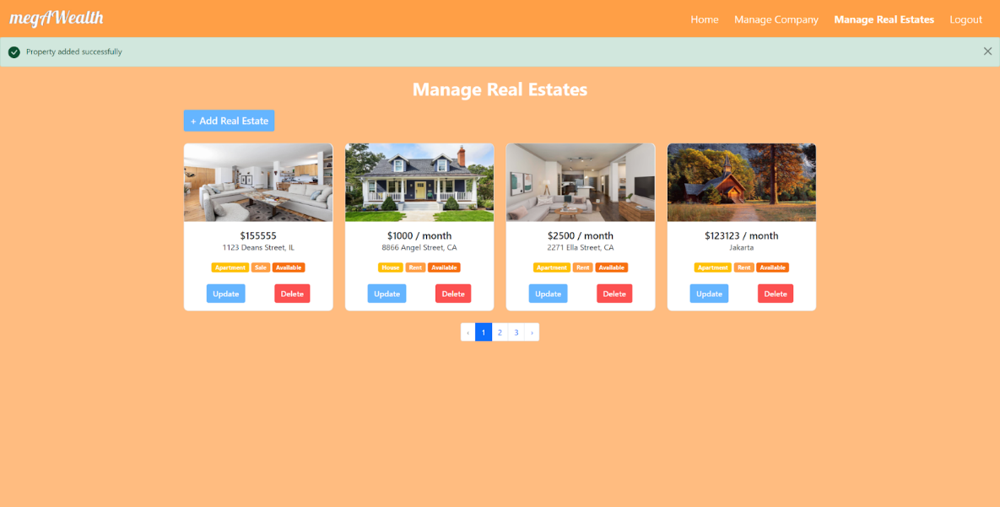 megAWealth
Home Manage Company Manage Real Estates Logout
Property added successfully
Manage Real Estates
+ Add Real Estate
$155555
1123 Deans Street, IL
Apartment Sale Available
Update Delete
$1000 / month
8866 Angel Street, CA
House Rent Available
Update Delete
$2500 / month
2271 Ella Street, CA
Apartment Rent Available
Update Delete
$123123 / month
Jakarta
Apartment Rent Available
Update Delete
‹ 1 2 3 ›